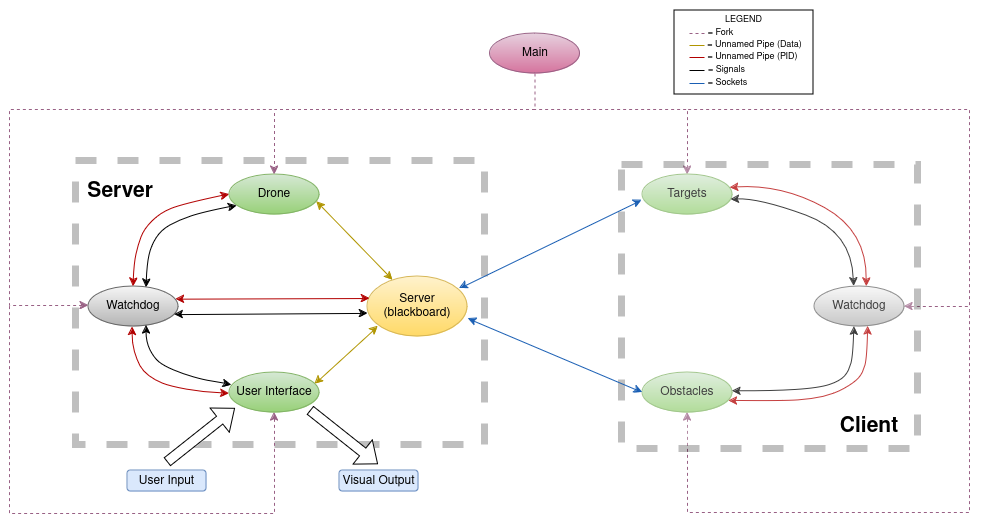 LEGEND
= Fork
= Unnamed Pipe (Data)
= Unnamed Pipe (PID)
= Signals
= Sockets
Main
Server
Drone
Watchdog
Server
(blackboard)
User Interface
User Input
Visual Output
Targets
Watchdog
Obstacles
Client